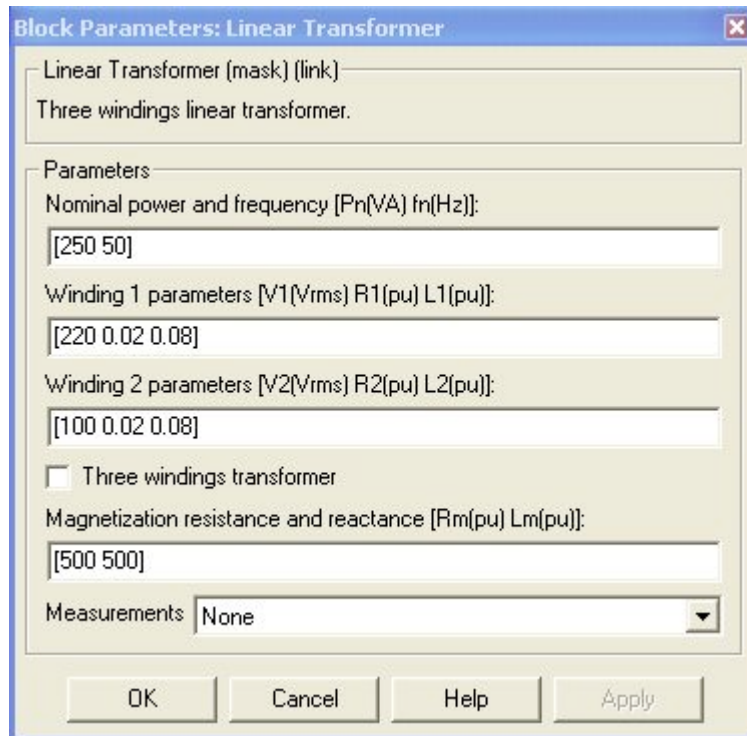 Block Parameters: Linear Transformer
Linear Transformer (mask) (link)
Three windings linear transformer.
Parameters
Nominal power and frequency [Pn(VA) fn(Hz)]:
[250 50]
Winding 1 parameters [V1(Vrms) R1(pu) L1(pu)]:
[220 0.02 0.08]
Winding 2 parameters [V2(Vrms) R2(pu) L2(pu)]:
[100 0.02 0.08]
Three windings transformer
Magnetization resistance and reactance [Rm(pu) Lm(pu)]:
[500 500]
Measurements None
OK Cancel Help Apply